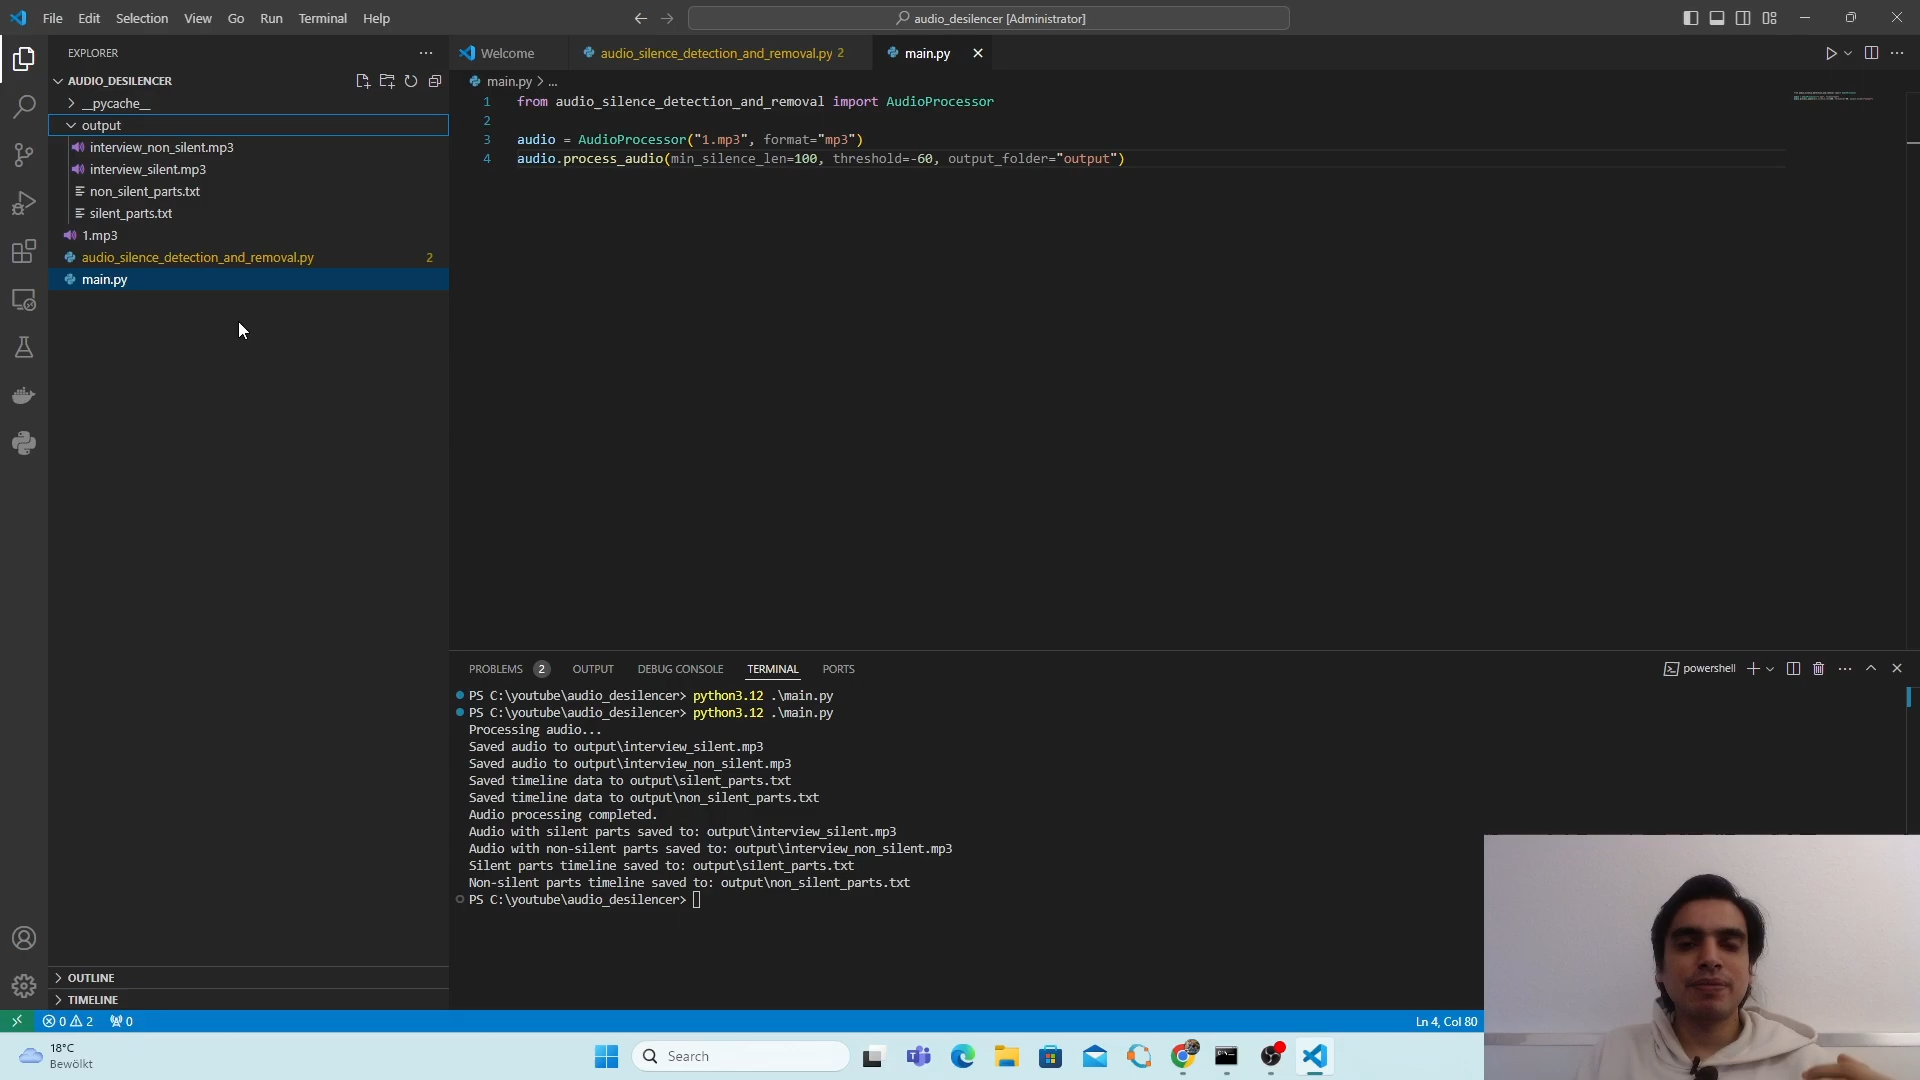 File Edit Selection View Go Run Terminal Help
audio_desilencer [Administrator]
EXPLORER
AUDIO_DESILENCER
__pycache__
output
interview_non_silent.mp3
interview_silent.mp3
non_silent_parts.txt
silent_parts.txt
1.mp3
audio_silence_detection_and_removal.py 2
main.py
OUTLINE
TIMELINE
Welcome audio_silence_detection_and_removal.py 2 main.py
main.py > ...
1 from audio_silence_detection_and_removal import AudioProcessor
2
3 audio = AudioProcessor("1.mp3", format="mp3")
4 audio.process_audio(min_silence_len=100, threshold=-60, output_folder="output")
PROBLEMS 2 OUTPUT DEBUG CONSOLE TERMINAL PORTS
powershell
PS C:\youtube\audio_desilencer> python3.12 .\main.py
PS C:\youtube\audio_desilencer> python3.12 .\main.py
Processing audio...
Saved audio to output\interview_silent.mp3
Saved audio to output\interview_non_silent.mp3
Saved timeline data to output\silent_parts.txt
Saved timeline data to output\non_silent_parts.txt
Audio processing completed.
Audio with silent parts saved to: output\interview_silent.mp3
Audio with non-silent parts saved to: output\interview_non_silent.mp3
Silent parts timeline saved to: output\silent_parts.txt
Non-silent parts timeline saved to: output\non_silent_parts.txt
PS C:\youtube\audio_desilencer>
0 2 0
Ln 4, Col 80
18°C
Bewölkt
Search